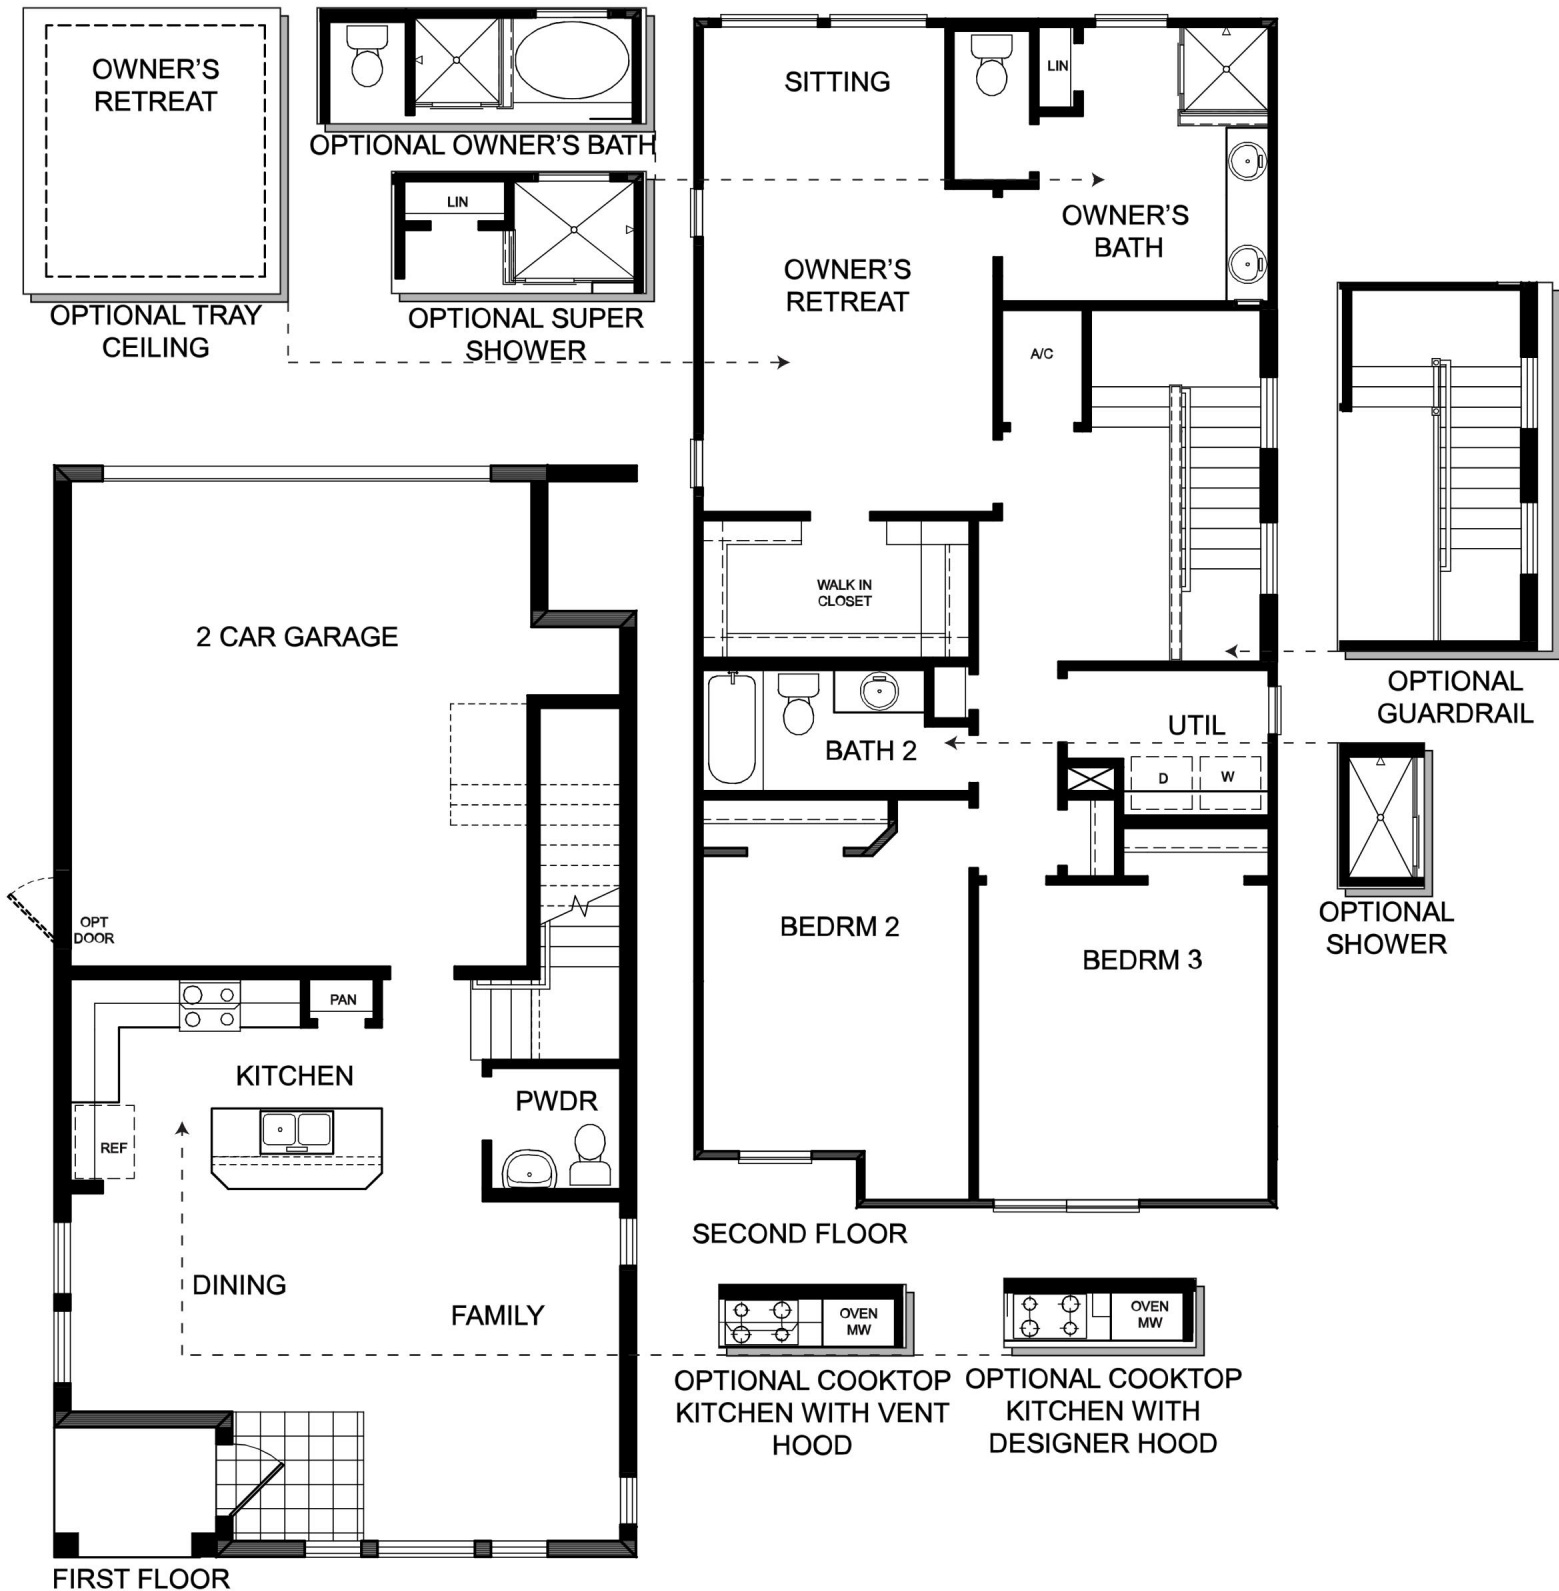 OWNER'S
RETREAT
OPTIONAL TRAY
CEILING
OPTIONAL OWNER'S BATH
LIN
OPTIONAL SUPER
SHOWER
SITTING
LIN
OWNER'S
BATH
OWNER'S
RETREAT
A/C
WALK IN
CLOSET
OPTIONAL
GUARDRAIL
UTIL
BATH 2
D
W
OPTIONAL
SHOWER
BEDRM 2
BEDRM 3
SECOND FLOOR
2 CAR GARAGE
OPT
DOOR
PAN
KITCHEN
PWDR
REF
DINING
FAMILY
FIRST FLOOR
OVEN
MW
OPTIONAL COOKTOP
KITCHEN WITH VENT
HOOD
OVEN
MW
OPTIONAL COOKTOP
KITCHEN WITH
DESIGNER HOOD